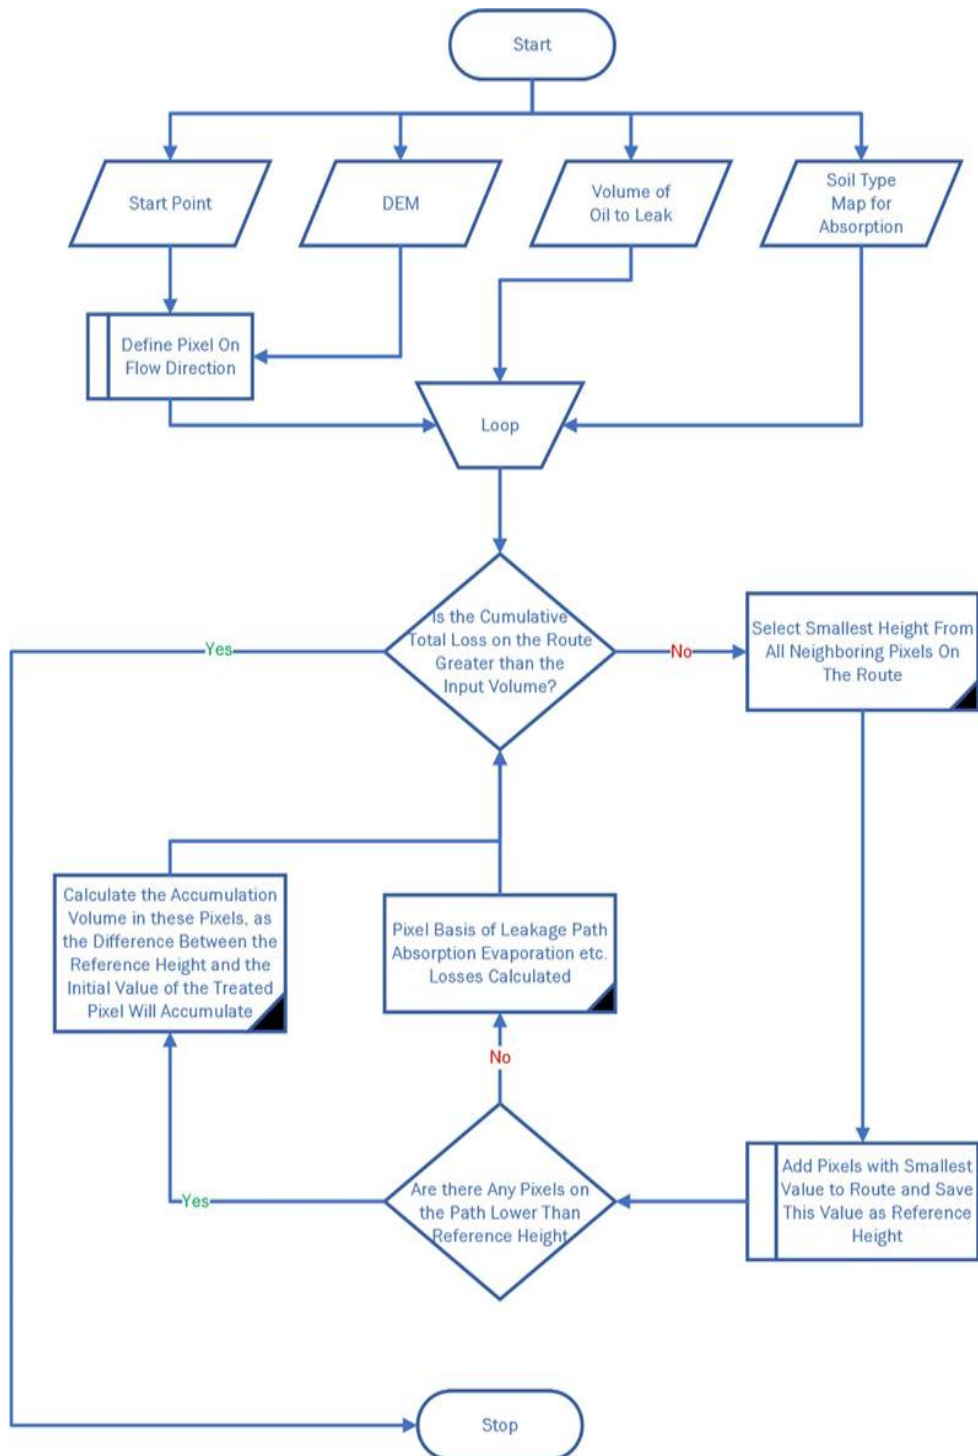 Start
Start Point
DEM
Volume of
Oil to Leak
Soil Type
Map for
Absorption
Define Pixel On
Flow Direction
Loop
Is the Cumulative
Total Loss on the Route
Greater than the
Input Volume?
Yes
No
Select Smallest Height From
All Neighboring Pixels On
The Route
Calculate the Accumulation
Volume in these Pixels, as
the Difference Between the
Reference Height and the
Initial Value of the Treated
Pixel Will Accumulate
Pixel Basis of Leakage Path
Absorption Evaporation etc.
Losses Calculated
No
Yes
Are there Any Pixels on
the Path Lower Than
Reference Height
Add Pixels with Smallest
Value to Route and Save
This Value as Reference
Height
Stop